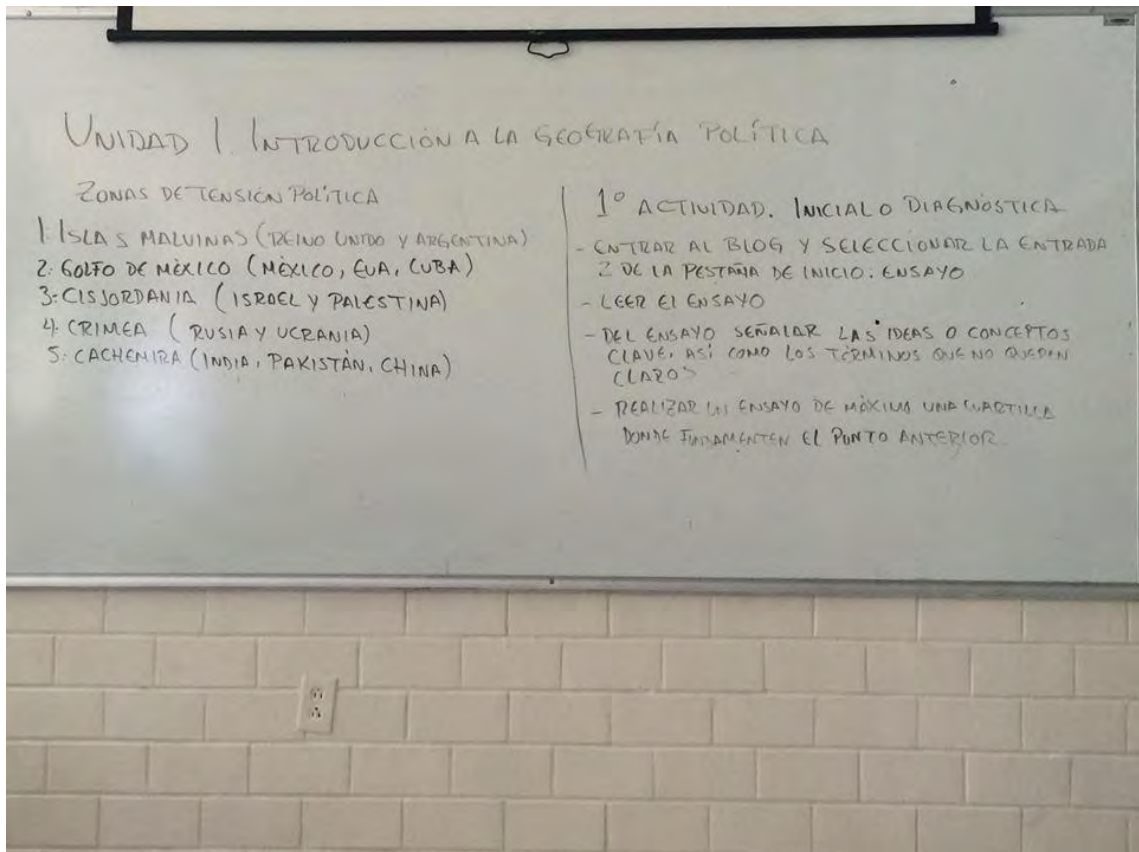 UNIDAD 1. INTRODUCCIÓN A LA GEOGRAFÍA POLÍTICA
ZONAS DE TENSIÓN POLÍTICA
1. ISLAS MALVINAS (REINO UNIDO Y ARGENTINA)
2. GOLFO DE MÉXICO (MÉXICO, EUA, CUBA)
3. CISJORDANIA (ISRAEL Y PALESTINA)
4. CRIMEA (RUSIA Y UCRANIA)
5. CACHEMIRA (INDIA, PAKISTÁN, CHINA)
1° ACTIVIDAD. INICIAL O DIAGNÓSTICA
- ENTRAR AL BLOG Y SELECCIONAR LA ENTRADA
2 DE LA PESTAÑA DE INICIO: ENSAYO
- LEER El ENSAYO
- DEL ENSAYO SEÑALAR LAS IDEAS O CONCEPTOS
CLAVE, ASÍ COMO LOS TÉRMINOS QUE NO QUEDEN
CLAROS
- REALIZAR UN ENSAYO DE MÁXIMO UNA CUARTILLA
DONDE FUNDAMENTEN El PUNTO ANTERIOR.